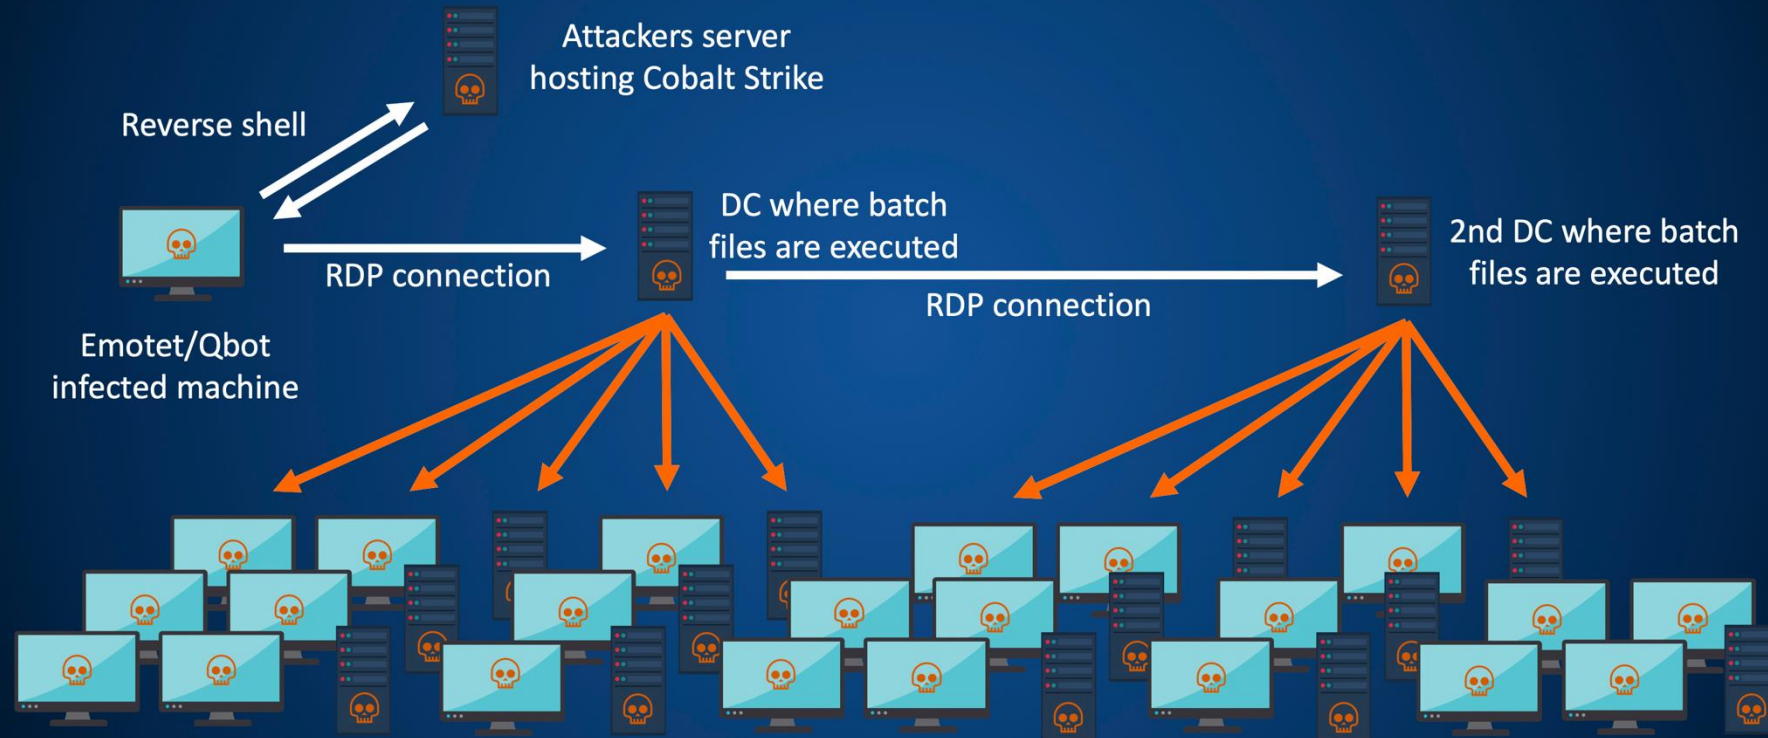 Attackers server
hosting Cobalt Strike
Reverse shell
DC where batch
files are executed
2nd DC where batch
files are executed
RDP connection
RDP connection
Emotet/Qbot
infected machine